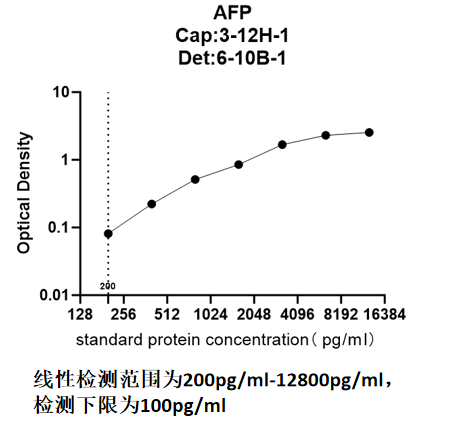 AFP
Cap:3-12H-1
Det:6-10B-1
10
1
0.1
0.01
Optical Density
200
128 256 512 1024 2048 4096 8192 16384
standard protein concentration( pg/ml)
线性检测范围为200pg/ml-12800pg/ml，
检测下限为100pg/ml